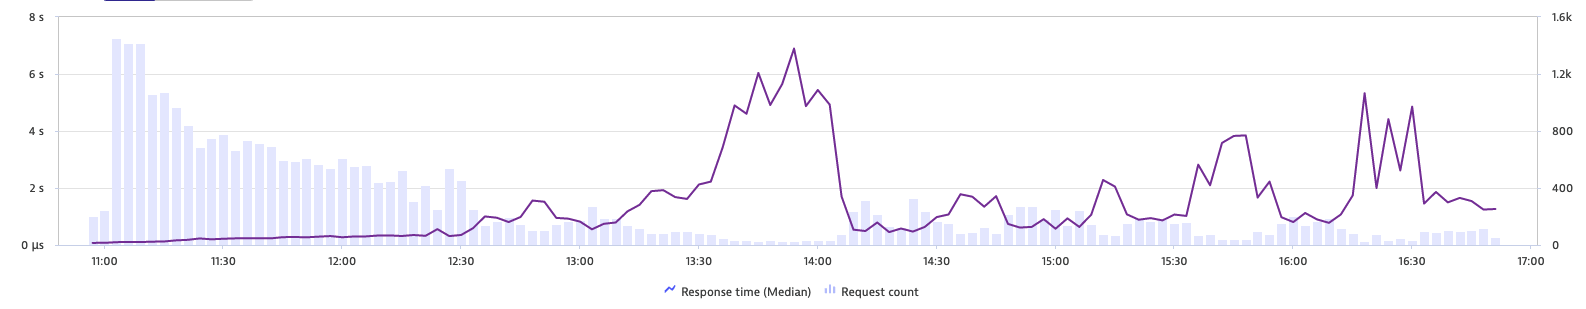 8 s 1.6k
6 s 1.2k
4 s 800
2 s 400
0 µs 0
11:00 11:30 12:00 12:30 13:00 13:30 14:00 14:30 15:00 15:30 16:00 16:30 17:00
Response time (Median) Request count